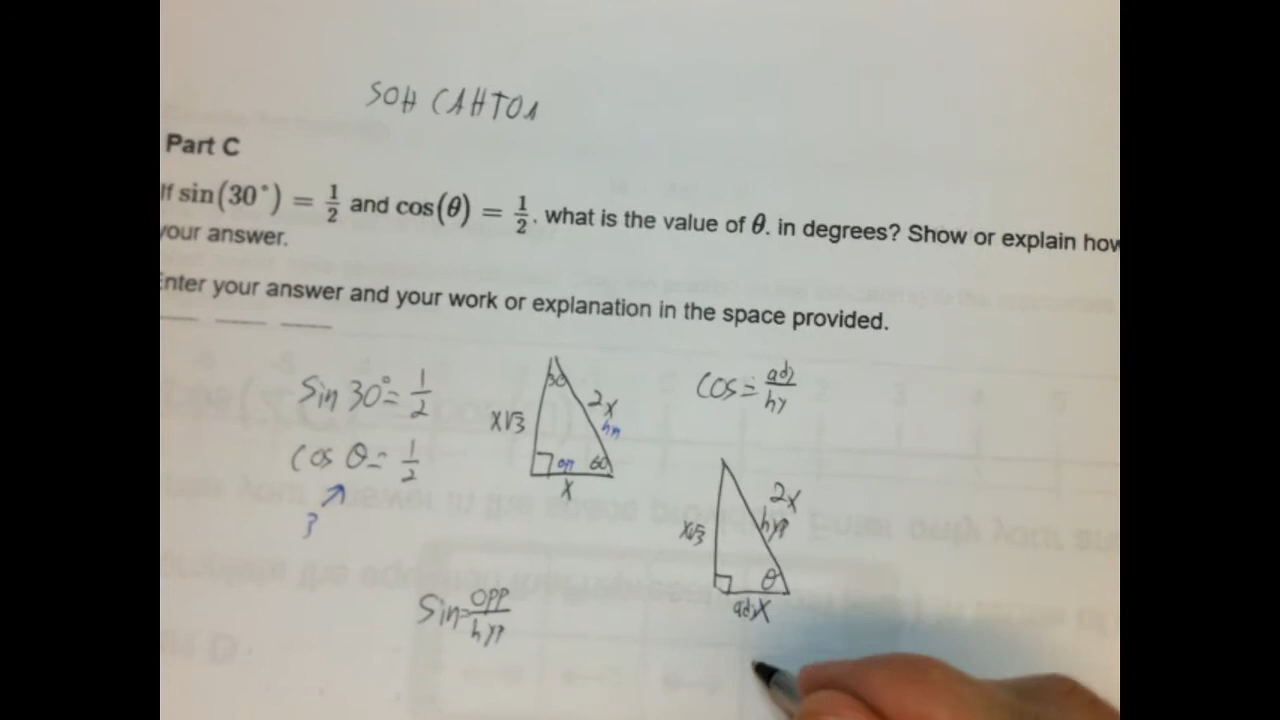 SOH CAHTOA
Part C
If sin(30°) = 1/2 and cos(θ) = 1/2, what is the value of θ, in degrees? Show or explain how
your answer.
Enter your answer and your work or explanation in the space provided.
Sin 30° = 1/2
Cos θ = 1/2
?
30
2x
hyp
x√3
opp 60
x
Cos = adj/hy
2x
hyp
x√3
θ
adj x
Sin = opp/hyp